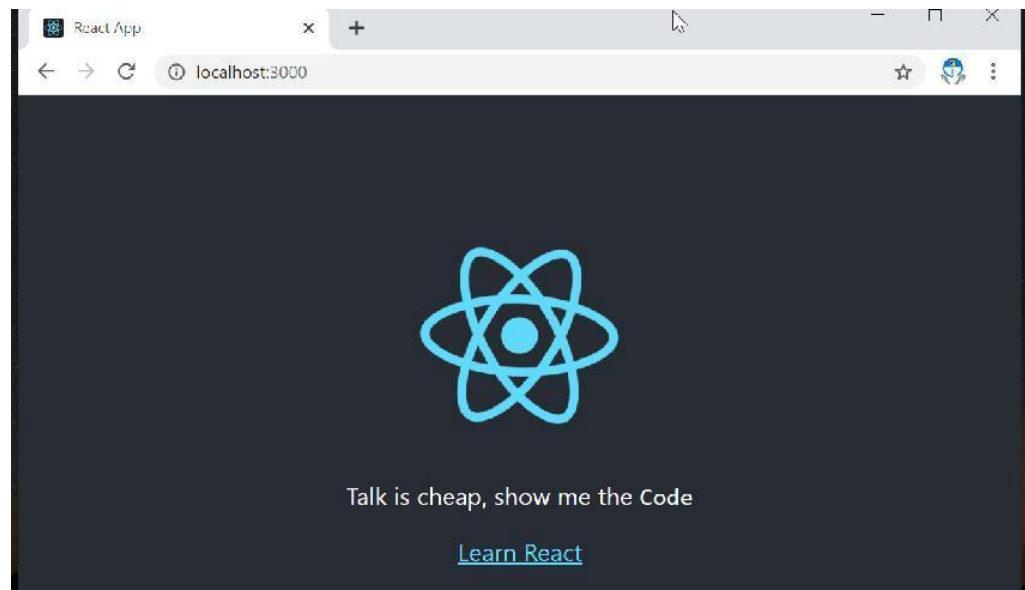 React App
localhost:3000
Talk is cheap, show me the Code
Learn React